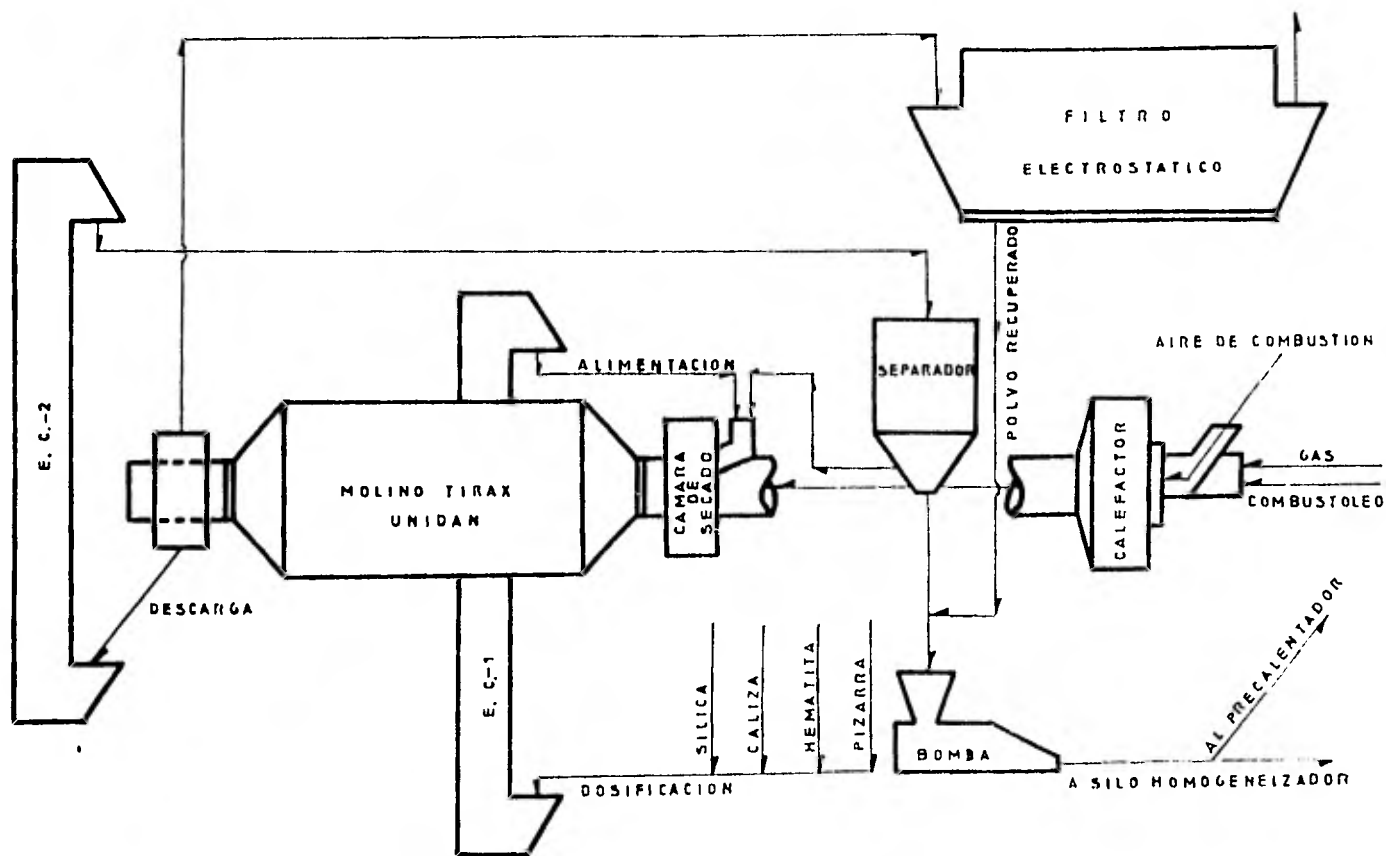 FILTRO
ELECTROSTATICO
POLVO RECUPERADO
AIRE DE COMBUSTION
ALIMENTACION
SEPARADOR
E. C.-2
MOLINO TIRAX
UNIDAN
CAMARA
DE
SECADO
CALEFACTOR
GAS
COMBUSTOLEO
DESCARGA
E. C.-1
SILICA
CALIZA
HEMATITA
PIZARRA
AL PRECALENTADOR
BOMBA
DOSIFICACION
A SILO HOMOGENEIZADOR